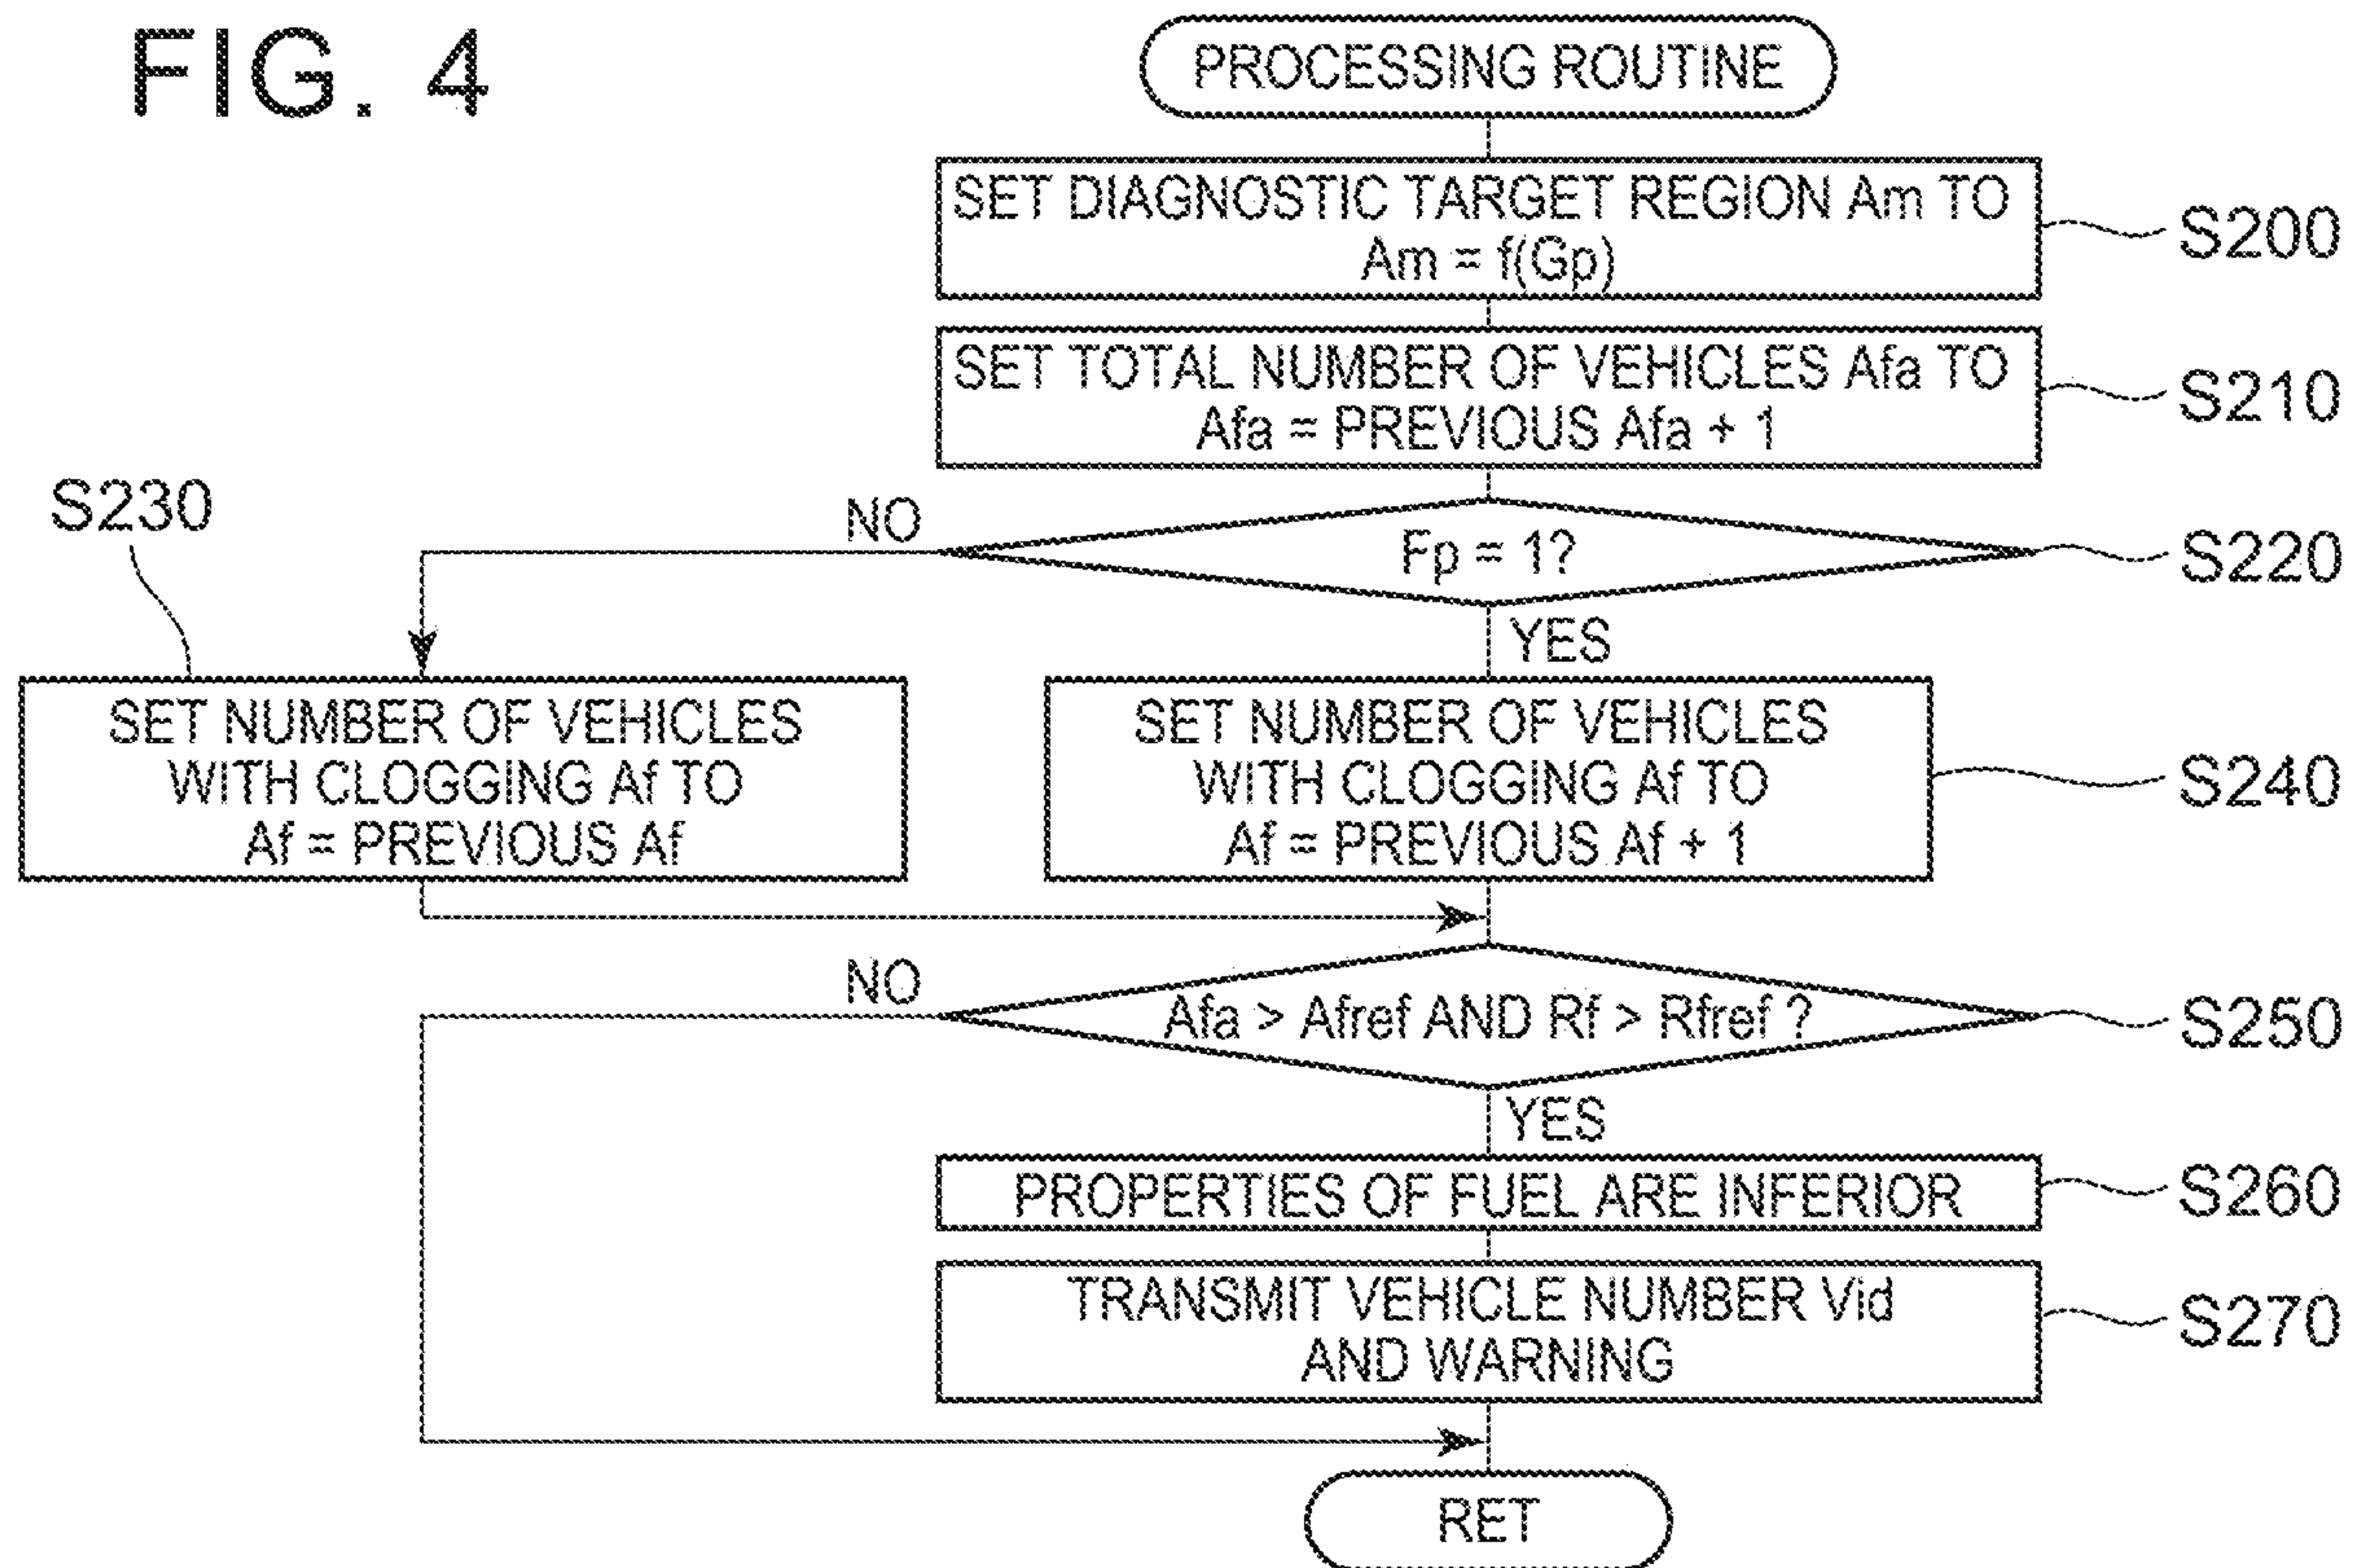 FIG. 4
PROCESSING ROUTINE
SET DIAGNOSTIC TARGET REGION Am TO
Am = f(Gp)
S200
SET TOTAL NUMBER OF VEHICLES Afa TO
Afa = PREVIOUS Afa + 1
S210
Fp = 1?
S220
NO
YES
S230
SET NUMBER OF VEHICLES
WITH CLOGGING Af TO
Af = PREVIOUS Af
SET NUMBER OF VEHICLES
WITH CLOGGING Af TO
Af = PREVIOUS Af + 1
S240
NO
Afa > Afref AND Rf > Rfref ?
S250
YES
PROPERTIES OF FUEL ARE INFERIOR
S260
TRANSMIT VEHICLE NUMBER Vid
AND WARNING
S270
RET